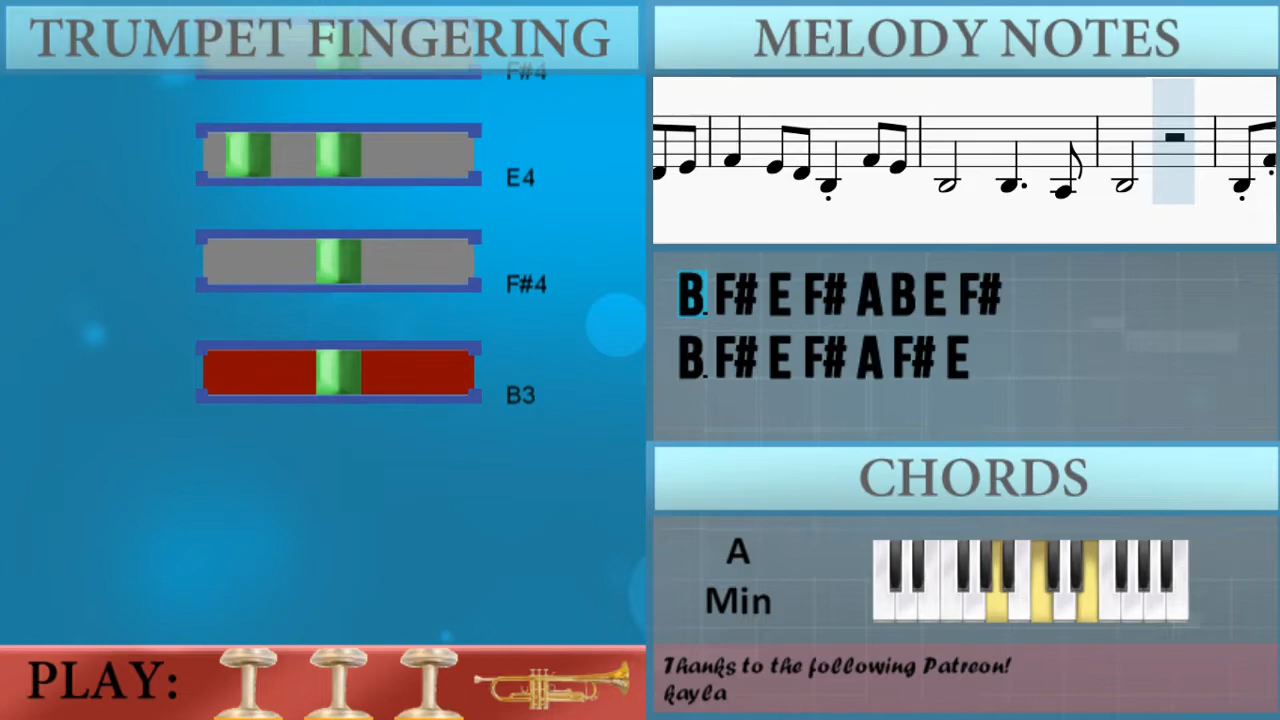 TRUMPET FINGERING
F#4
E4
F#4
B3
PLAY:
MELODY NOTES
B. F# E F# A B E F#
B. F# E F# A F# E
CHORDS
A
Min
Thanks to the following Patreon!
kayla